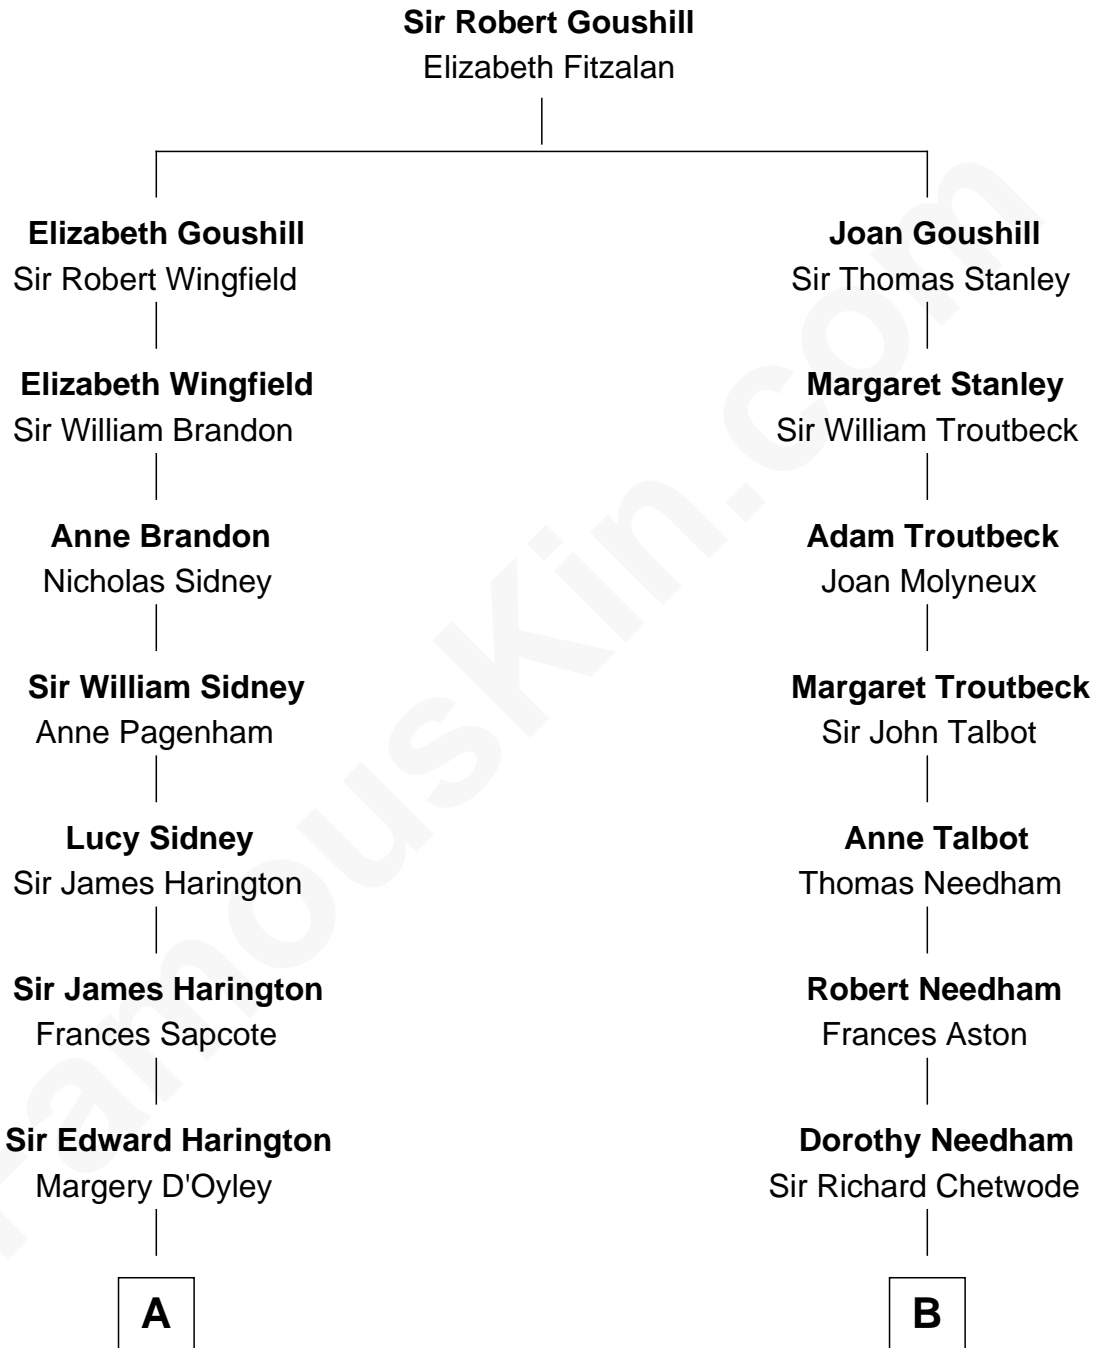 Sir Robert Goushill
Elizabeth Fitzalan
Elizabeth Goushill
Sir Robert Wingfield
Joan Goushill
Sir Thomas Stanley
Elizabeth Wingfield
Sir William Brandon
Margaret Stanley
Sir William Troutbeck
Anne Brandon
Nicholas Sidney
Adam Troutbeck
Joan Molyneux
Sir William Sidney
Anne Pagenham
Margaret Troutbeck
Sir John Talbot
Lucy Sidney
Sir James Harington
Anne Talbot
Thomas Needham
Sir James Harington
Frances Sapcote
Robert Needham
Frances Aston
Sir Edward Harington
Margery D'Oyley
Dorothy Needham
Sir Richard Chetwode
A
B
FamousKin.com